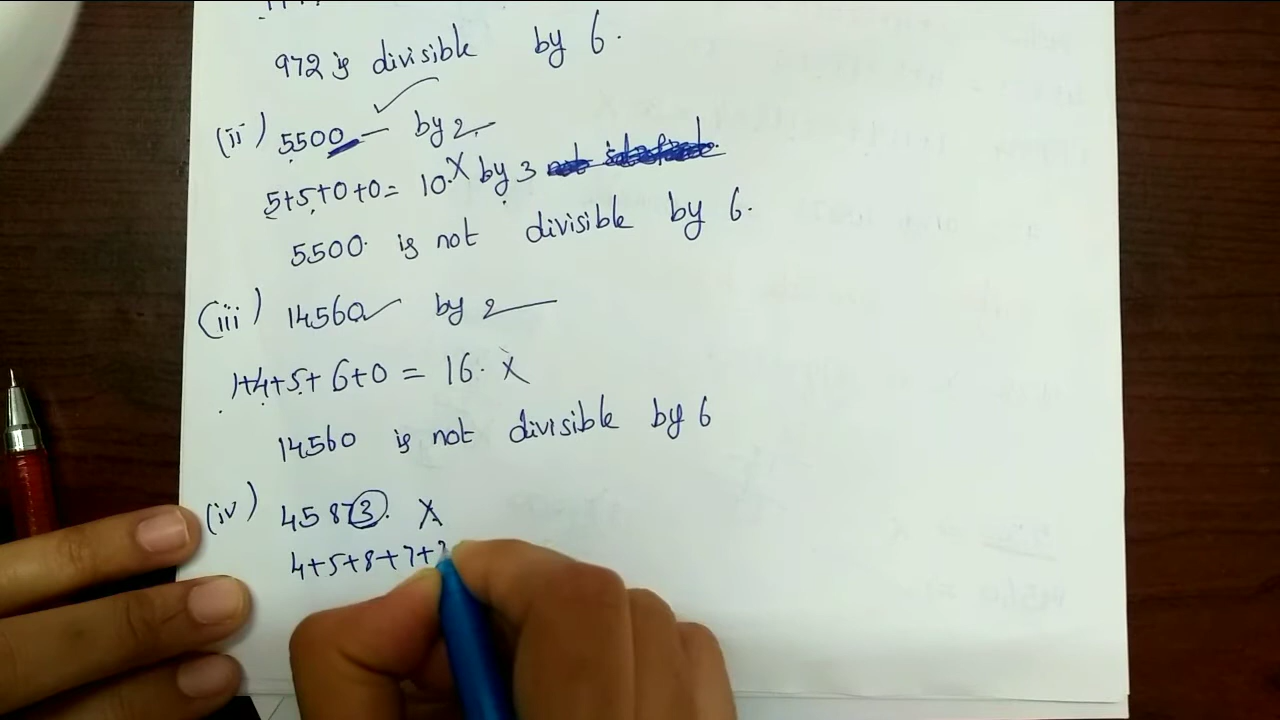 972 is divisible by 6.
(ii) 5500 — by 2
5+5+0+0= 10. X by 3
5500 is not divisible by 6.
(iii) 14560 ✓ by 2
1+4+5+6+0 = 16. X
14560 is not divisible by 6
(iv) 45873. X
4+5+8+7+